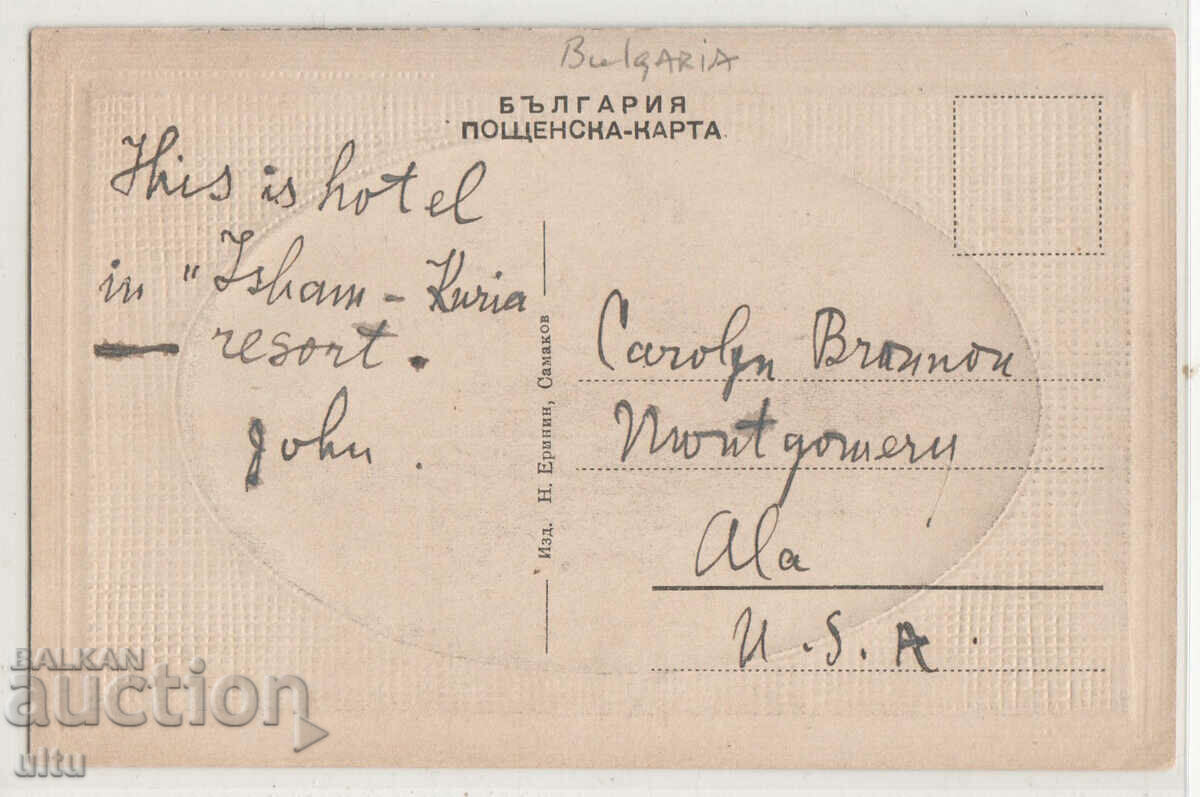 Bulgaria
БЪЛГАРИЯ
ПОЩЕНСКА-КАРТА
This is hotel
in "Isham-Kuria
resort.
John.
Изд. Н. Еринин, Самаков
Carolyn Brannon
Montgomery
Ala
U.S.A.
BALKAN
auction
ultu